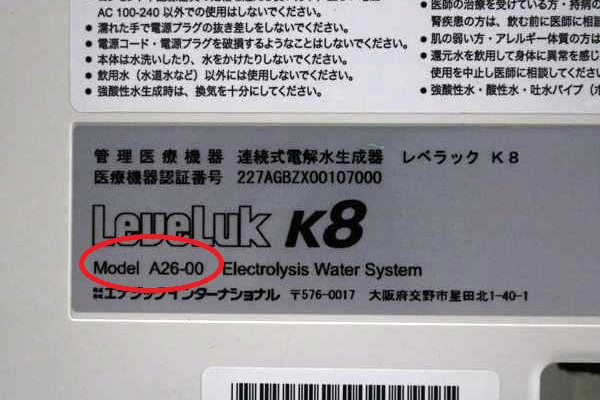 AC 100-240 以外での使用はしないでください。
● 濡れた手で電源プラグの抜き差しをしないでください。
● 電源コード・電源プラグを破損するようなことはしないでください。
● 本体は水洗いしたり、水をかけたりしないでください。
● 飲用水（水道水など）以外には使用しないでください。
● 強酸性水生成時は、換気を十分にしてください。
● 医師の治療を受けている方・持病の
腎疾患の方は、飲む前に医師に相談
● 肌の弱い方・アレルギー体質の方は
● 還元水を飲用して身体に異常を感じ
使用を中止し医師に相談してくださ
● 強酸性水・酸性水・吐水パイプ（ホ
管理医療機器 連続式電解水生成器 レベラック K8
医療機器認証番号 227AGBZX00107000
LeveLuk K8
Model A26-00 Electrolysis Water System
㈱エナジックインターナショナル 〒576-0017 大阪府交野市星田北1-40-1